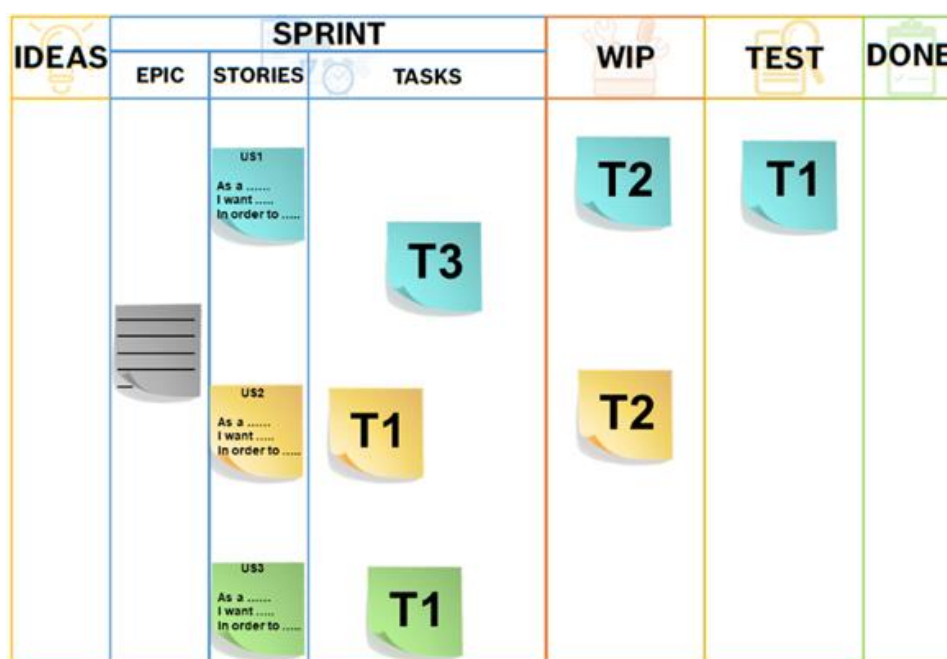 IDEAS
SPRINT
WIP
TEST
DONE
EPIC
STORIES
TASKS
US1
As a ......
I want .....
In order to .....
T3
T2
T1
US2
As a ......
I want .....
In order to .....
T1
T2
US3
As a ......
I want .....
In order to .....
T1